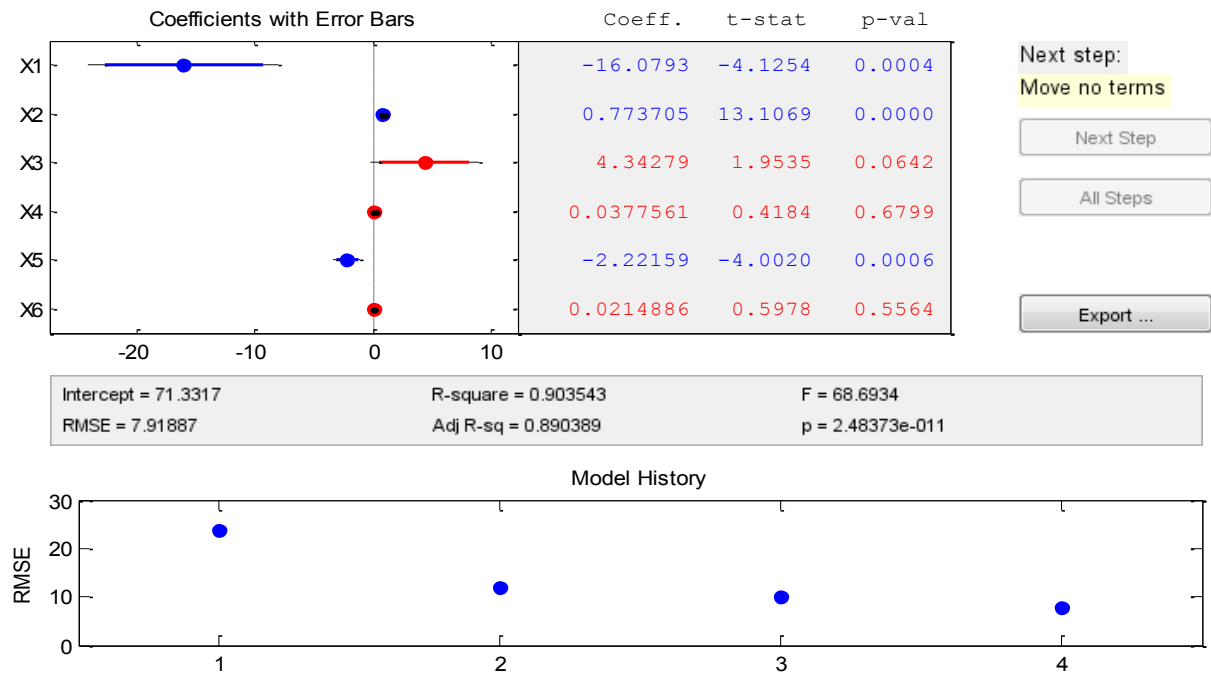 Coefficients with Error Bars Coeff. t-stat p-val
X1 -16.0793 -4.1254 0.0004
X2 0.773705 13.1069 0.0000
X3 4.34279 1.9535 0.0642
X4 0.0377561 0.4184 0.6799
X5 -2.22159 -4.0020 0.0006
X6 0.0214886 0.5978 0.5564
-20 -10 0 10
Next step:
Move no terms
Next Step
All Steps
Export ...
Intercept = 71.3317 R-square = 0.903543 F = 68.6934
RMSE = 7.91887 Adj R-sq = 0.890389 p = 2.48373e-011
Model History
RMSE
30
20
10
0
1 2 3 4